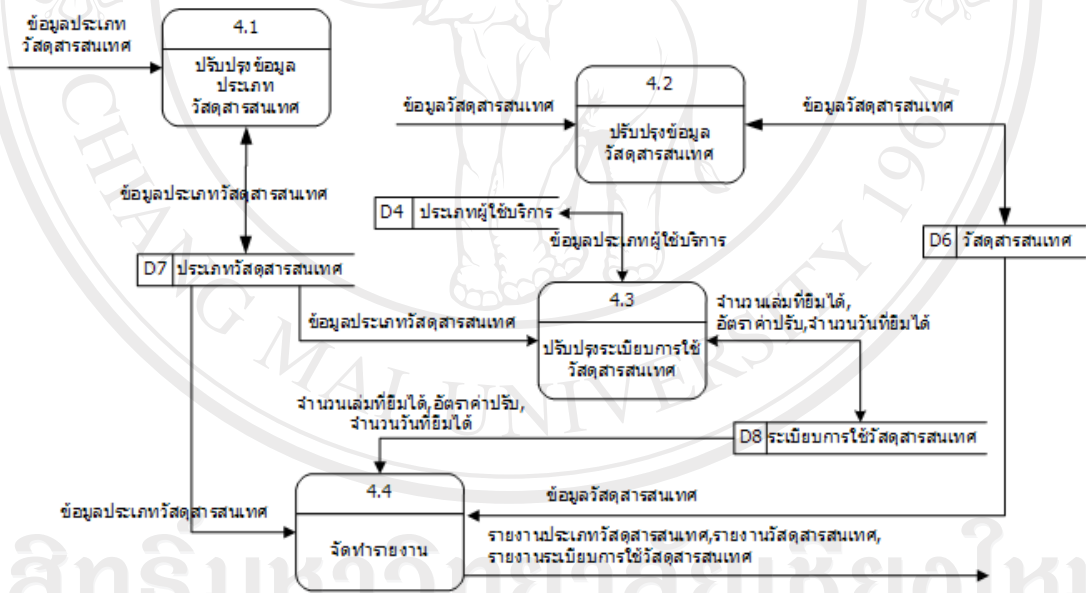 ข้อมูลประเภท
วัสดุสารสนเทศ
4.1
ปรับปรุงข้อมูล
ประเภท
วัสดุสารสนเทศ
4.2
ปรับปรุงข้อมูล
วัสดุสารสนเทศ
ข้อมูลวัสดุสารสนเทศ
ข้อมูลวัสดุสารสนเทศ
ข้อมูลประเภทวัสดุสารสนเทศ
D4 ประเภทผู้ใช้บริการ
ข้อมูลประเภทผู้ใช้บริการ
D6 วัสดุสารสนเทศ
D7 ประเภทวัสดุสารสนเทศ
4.3
ปรับปรุงระเบียบการใช้
วัสดุสารสนเทศ
จำนวนเล่มที่ยืมได้,
อัตราค่าปรับ,จำนวนวันที่ยืมได้
ข้อมูลประเภทวัสดุสารสนเทศ
จำนวนเล่มที่ยืมได้,อัตราค่าปรับ,
จำนวนวันที่ยืมได้
D8 ระเบียบการใช้วัสดุสารสนเทศ
4.4
จัดทำรายงาน
ข้อมูลประเภทวัสดุสารสนเทศ
ข้อมูลวัสดุสารสนเทศ
รายงานประเภทวัสดุสารสนเทศ,รายงานวัสดุสารสนเทศ,
รายงานระเบียบการใช้วัสดุสารสนเทศ
CHIANG MAI UNIVERSITY 1964